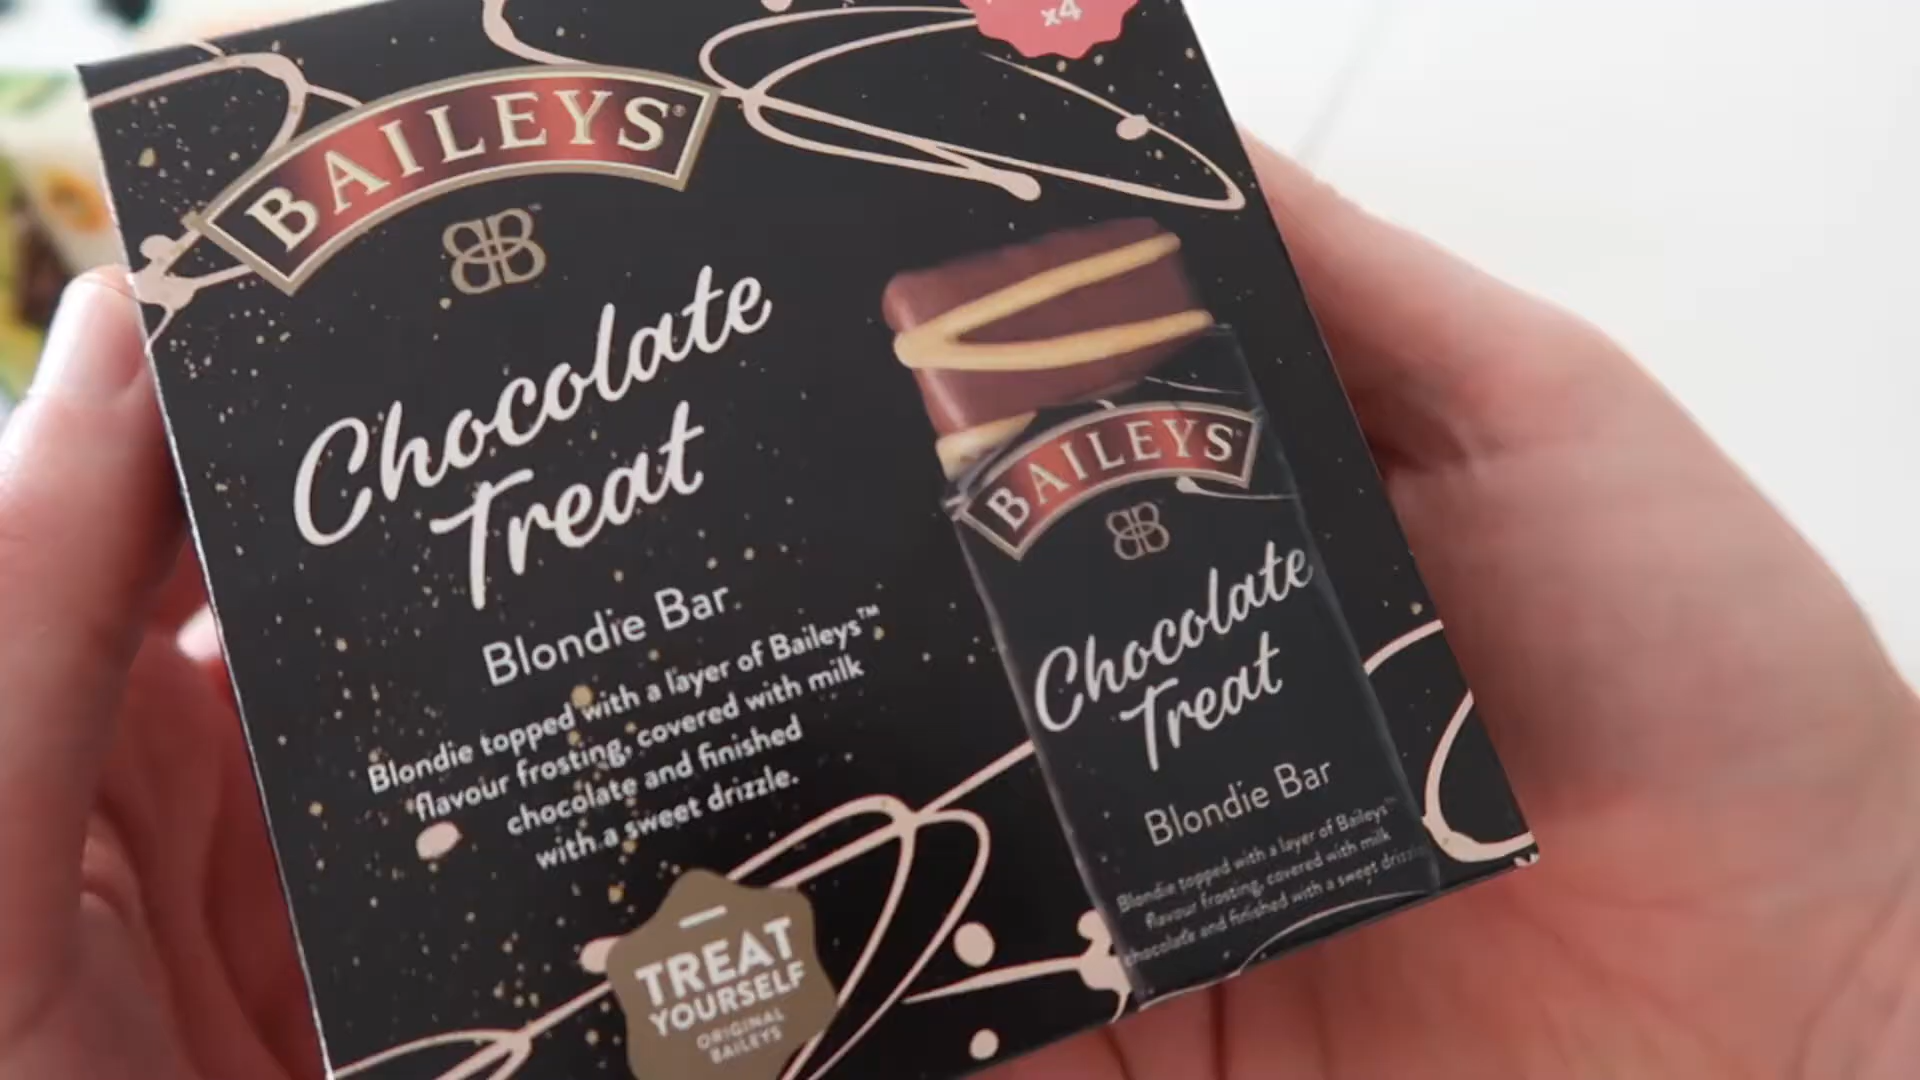 x4
BAILEYS®
BB™
Chocolate
Treat
Blondie Bar
Blondie topped with a layer of Baileys™
flavour frosting, covered with milk
chocolate and finished
with a sweet drizzle.
TREAT
YOURSELF
ORIGINAL
BAILEYS
BAILEYS®
BB
Chocolate
Treat
Blondie Bar
Blondie topped with a layer of Baileys™
flavour frosting, covered with milk
chocolate and finished with a sweet drizzle